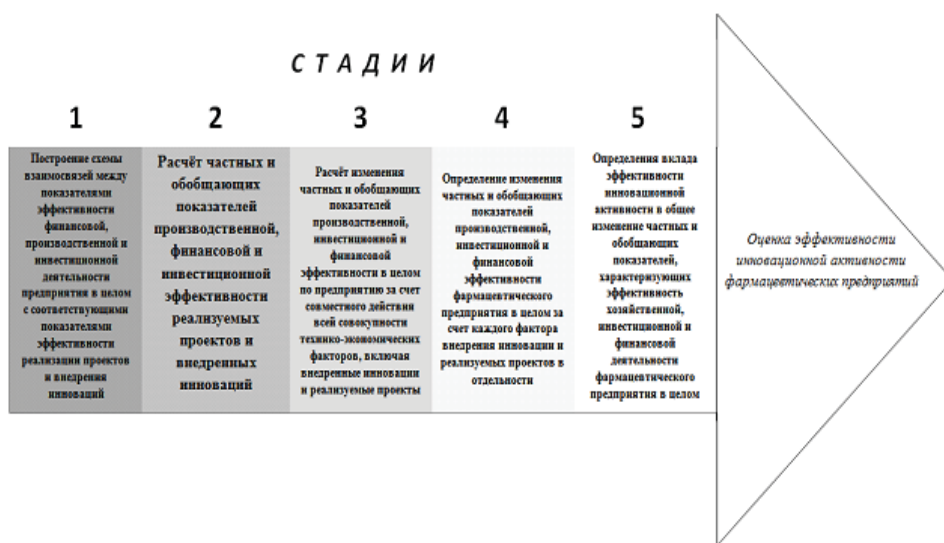 СТАДИИ
1
2
3
4
5
Построение схемы
взаимосвязей между
показателями
эффективности
финансовой,
производственной и
инвестиционной
деятельности
предприятия в целом
с соответствующими
показателями
эффективности
реализации проектов
и внедрения
инноваций
Расчёт частных и
обобщающих
показателей
производственной,
финансовой и
инвестиционной
эффективности
реализуемых
проектов и
внедренных
инноваций
Расчёт изменения
частных и обобщающих
показателей
производственной,
инвестиционной и
финансовой
эффективности в целом
по предприятию за счет
совместного действия
всей совокупности
технико-экономических
факторов, включая
внедренные инновации
и реализуемые проекты
Определение изменения
частных и обобщающих
показателей
производственной,
инвестиционной и
финансовой
эффективности
фармацевтического
предприятия в целом за
счет каждого фактора
внедрения инновации и
реализуемых проектов в
отдельности
Определения вклада
эффективности
инновационной
активности в общее
изменение частных и
обобщающих
показателей,
характеризующих
эффективность
хозяйственной,
инвестиционной и
финансовой
деятельности
фармацевтического
предприятия в целом
Оценка эффективности
инновационной активности
фармацевтических предприятий